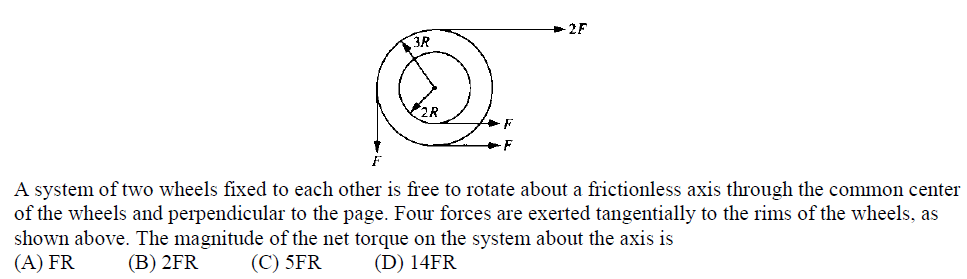 2F
3R
2R
F
F
F
A system of two wheels fixed to each other is free to rotate about a frictionless axis through the common center
of the wheels and perpendicular to the page. Four forces are exerted tangentially to the rims of the wheels, as
shown above. The magnitude of the net torque on the system about the axis is
(A) FR (B) 2FR (C) 5FR (D) 14FR